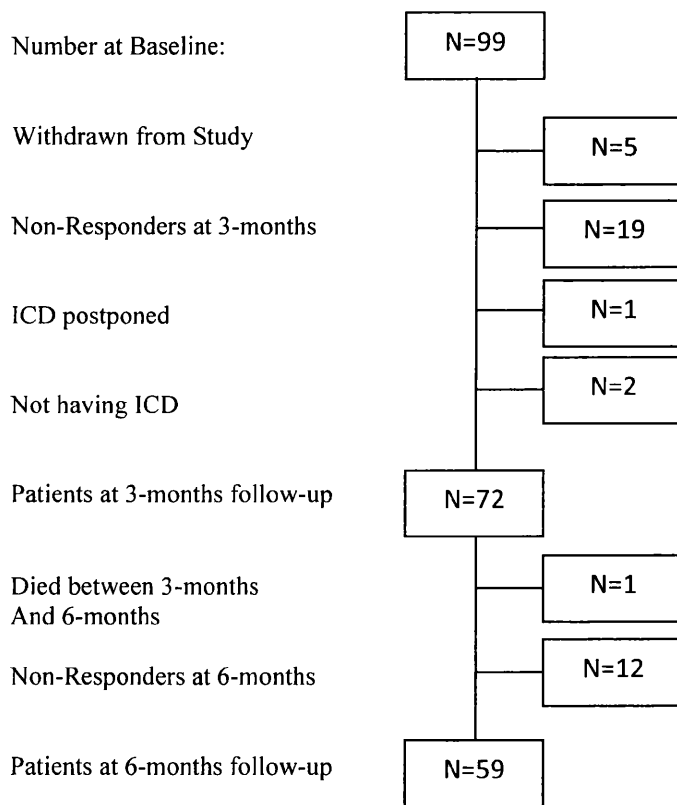 Number at Baseline:
N=99
Withdrawn from Study
N=5
Non-Responders at 3-months
N=19
ICD postponed
N=1
Not having ICD
N=2
Patients at 3-months follow-up
N=72
Died between 3-months
And 6-months
N=1
Non-Responders at 6-months
N=12
Patients at 6-months follow-up
N=59